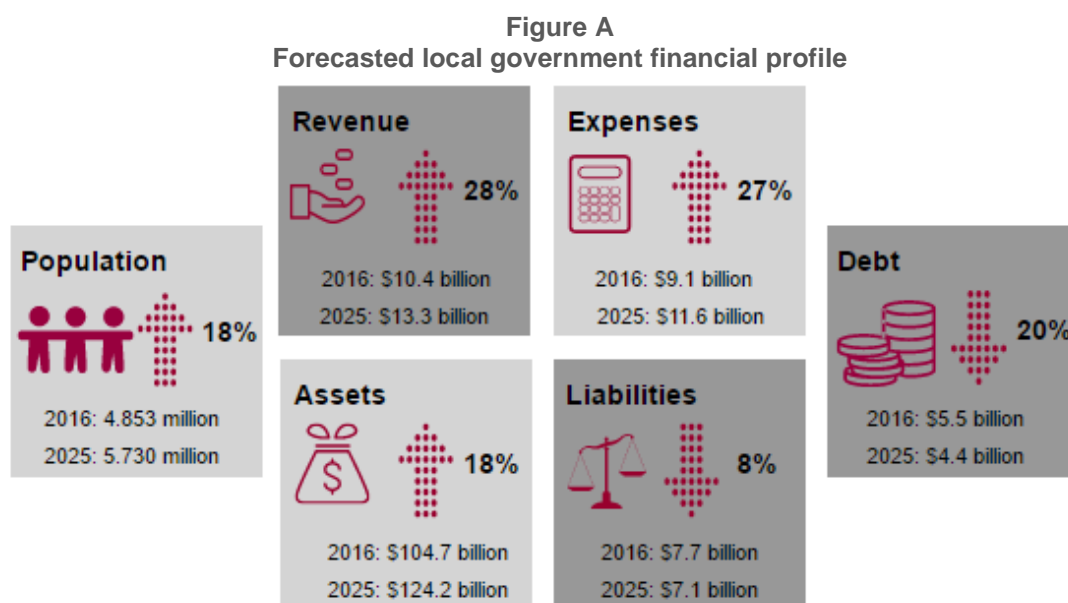 Figure A
Forecasted local government financial profile
Population
18%
2016: 4.853 million
2025: 5.730 million
Revenue
28%
2016: $10.4 billion
2025: $13.3 billion
Expenses
27%
2016: $9.1 billion
2025: $11.6 billion
Assets
$
18%
2016: $104.7 billion
2025: $124.2 billion
Liabilities
8%
2016: $7.7 billion
2025: $7.1 billion
Debt
20%
2016: $5.5 billion
2025: $4.4 billion